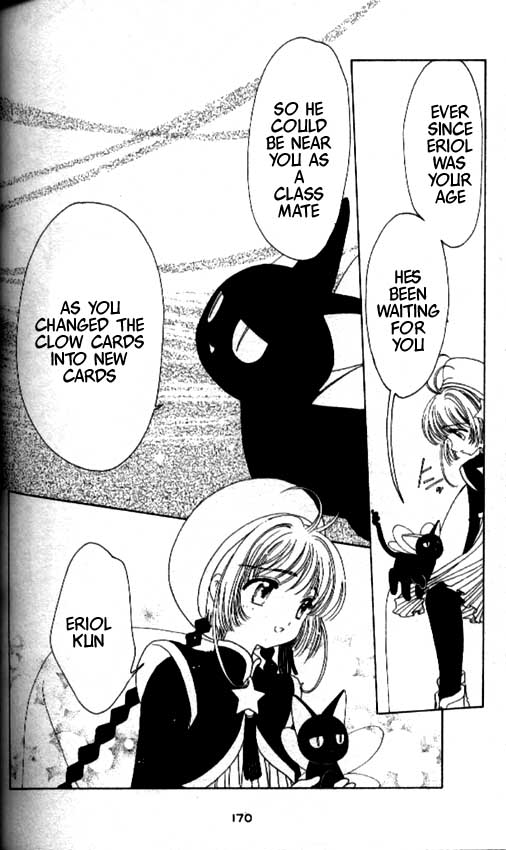 EVER
SINCE
ERIOL
WAS
YOUR
AGE
HES
BEEN
WAITING
FOR
YOU
SO HE
COULD
BE NEAR
YOU AS
A
CLASS
MATE
AS YOU
CHANGED THE
CLOW CARDS
INTO NEW
CARDS
ERIOL
KUN
170